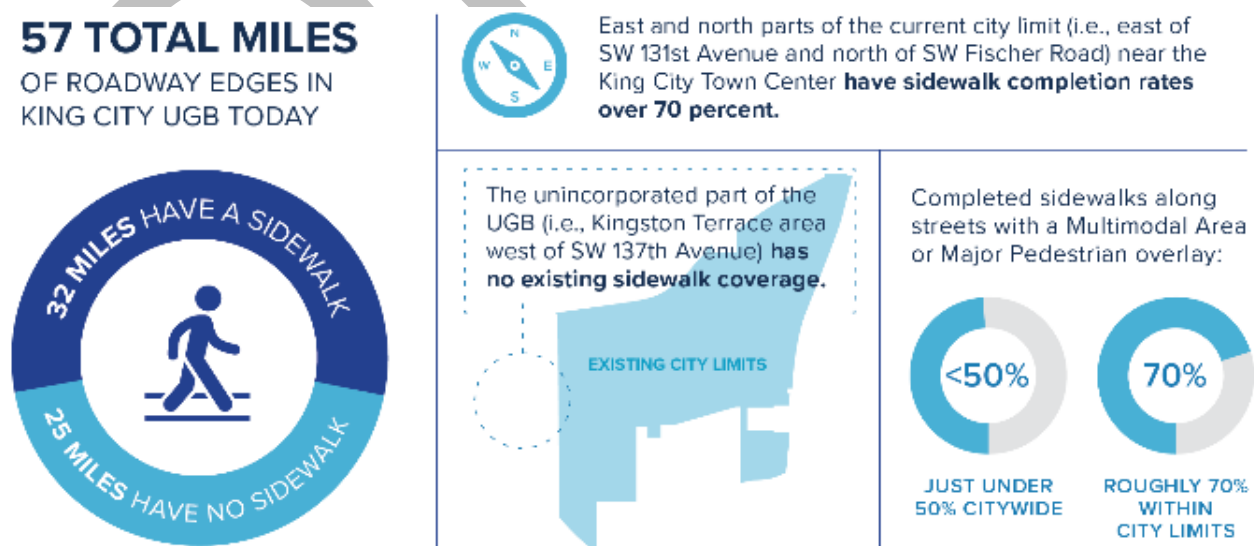 57 TOTAL MILES
OF ROADWAY EDGES IN
KING CITY UGB TODAY
32 MILES HAVE A SIDEWALK
25 MILES HAVE NO SIDEWALK
N
W E
S
East and north parts of the current city limit (i.e., east of
SW 131st Avenue and north of SW Fischer Road) near the
King City Town Center have sidewalk completion rates
over 70 percent.
The unincorporated part of the
UGB (i.e., Kingston Terrace area
west of SW 137th Avenue) has
no existing sidewalk coverage.
EXISTING CITY LIMITS
Completed sidewalks along
streets with a Multimodal Area
or Major Pedestrian overlay:
<50%
JUST UNDER
50% CITYWIDE
70%
ROUGHLY 70%
WITHIN
CITY LIMITS